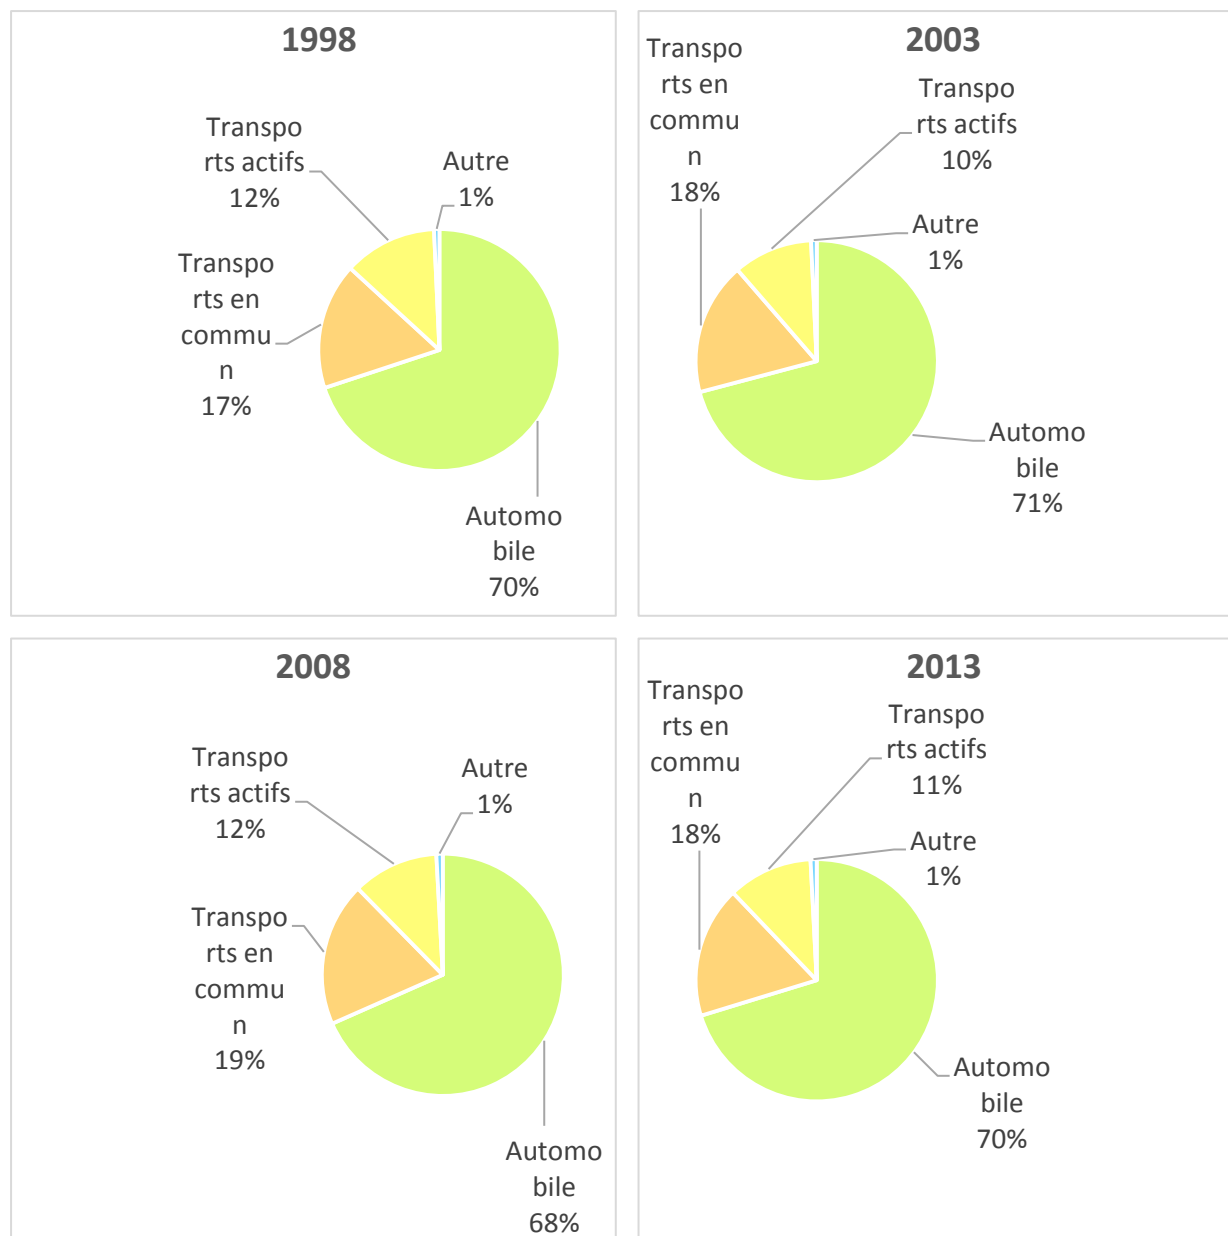 1998
Transpo
rts actifs
12%
Autre
1%
Transpo
rts en
commu
n
17%
Automo
bile
70%
2003
Transpo
rts en
commu
n
18%
Transpo
rts actifs
10%
Autre
1%
Automo
bile
71%
2008
Transpo
rts actifs
12%
Autre
1%
Transpo
rts en
commu
n
19%
Automo
bile
68%
2013
Transpo
rts en
commu
n
18%
Transpo
rts actifs
11%
Autre
1%
Automo
bile
70%